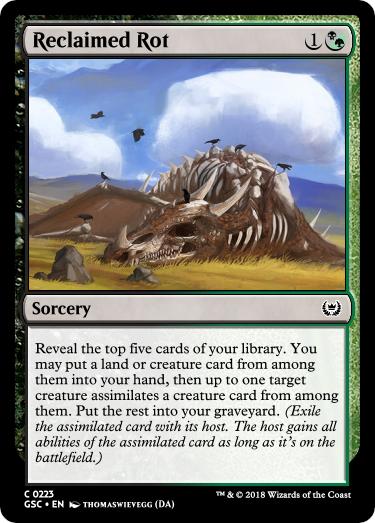 Reclaimed Rot 1
Sorcery
Reveal the top five cards of your library. You
may put a land or creature card from among
them into your hand, then up to one target
creature assimilates a creature card from among
them. Put the rest into your graveyard. (Exile
the assimilated card with its host. The host gains all
abilities of the assimilated card as long as it's on the
battlefield.)
C 0223
GSC • EN THOMASWIEVEGG (DA)
™ & © 2018 Wizards of the Coast